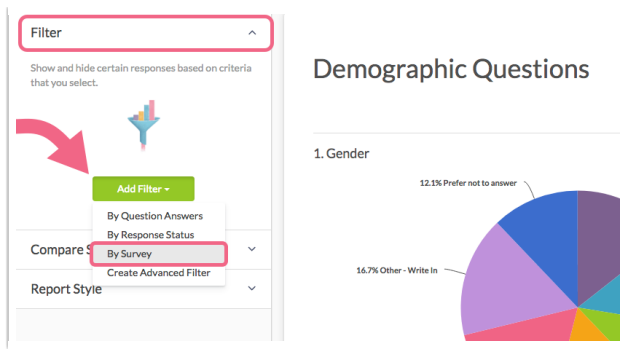 Filter
Show and hide certain responses based on criteria
that you select.
Add Filter
By Question Answers
By Response Status
By Survey
Create Advanced Filter
Compare S
Report Style
Demographic Questions
1. Gender
12.1% Prefer not to answer
16.7% Other - Write In